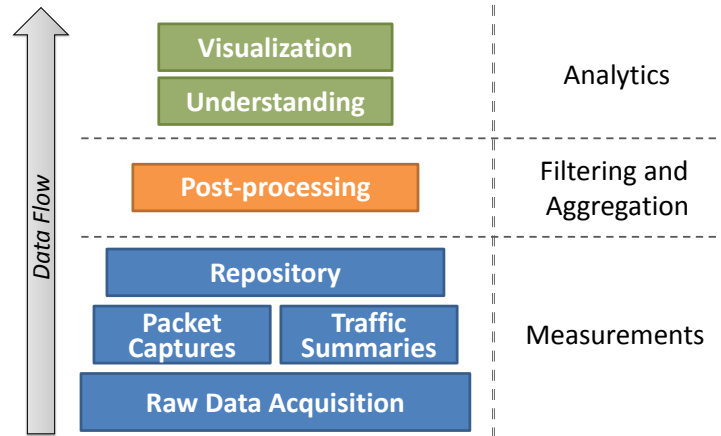 Visualization
Understanding
Analytics
Post-processing
Filtering and
Aggregation
Data Flow
Repository
Packet
Captures
Traffic
Summaries
Measurements
Raw Data Acquisition